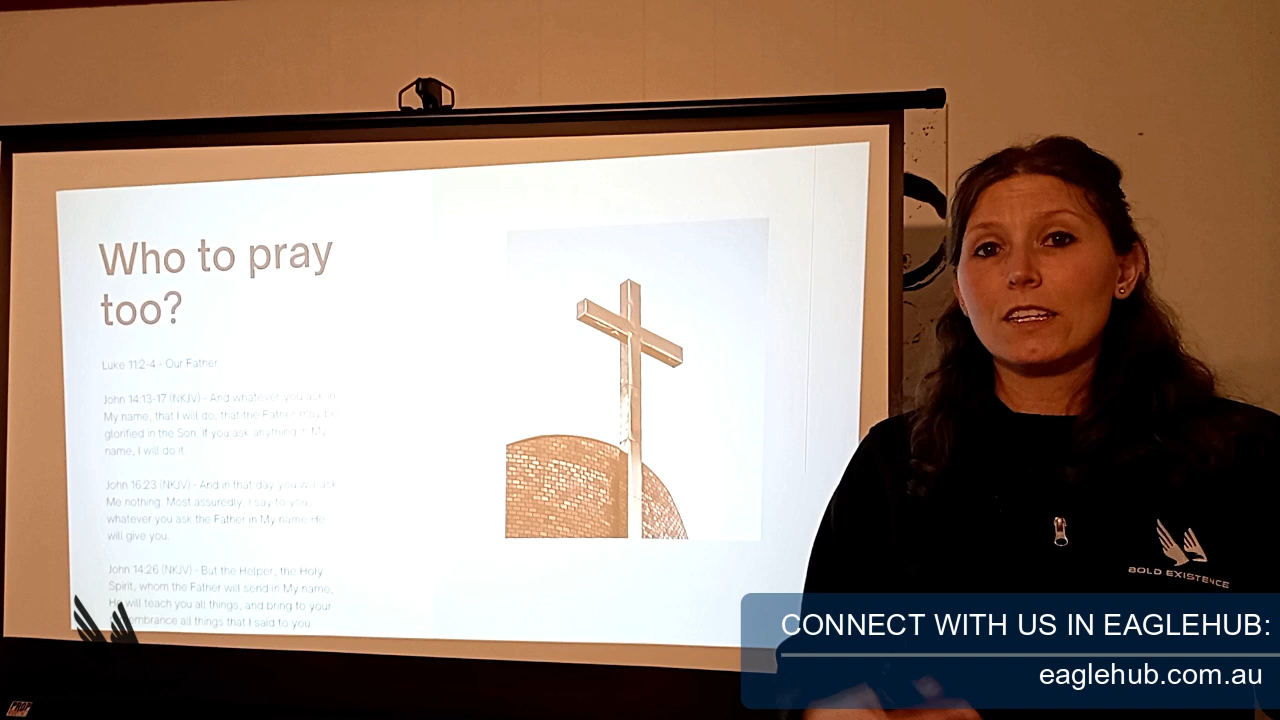 Who to pray
too?
Luke 11:2-4 - Our Father
John 14:13-17 (NKJV) - And whatever you ask in
My name, that I will do, that the Father may be
glorified in the Son. If you ask anything in My
name, I will do it.
John 16:23 (NKJV) - And in that day you will ask
Me nothing. Most assuredly, I say to you,
whatever you ask the Father in My name He
will give you.
John 14:26 (NKJV) - But the Helper, the Holy
Spirit, whom the Father will send in My name,
He will teach you all things, and bring to your
embrance all things that I said to you
BOLD EXISTENCE
CONNECT WITH US IN EAGLEHUB:
eaglehub.com.au